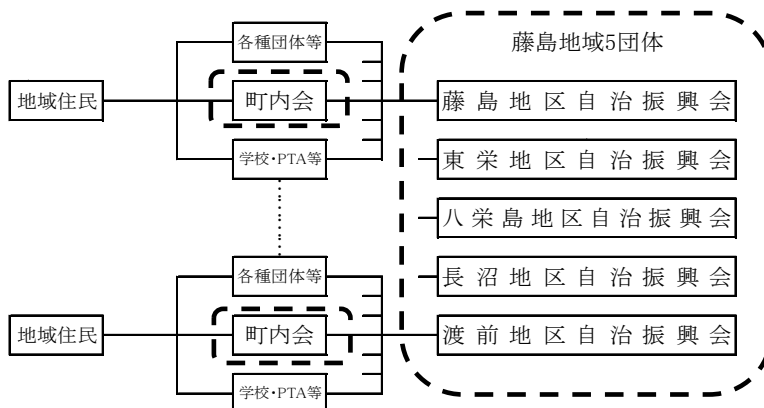 藤島地域5団体
各種団体等
地域住民
町内会
藤島地区自治振興会
学校・PTA等
東栄地区自治振興会
八栄島地区自治振興会
各種団体等
長沼地区自治振興会
地域住民
町内会
渡前地区自治振興会
学校・PTA等